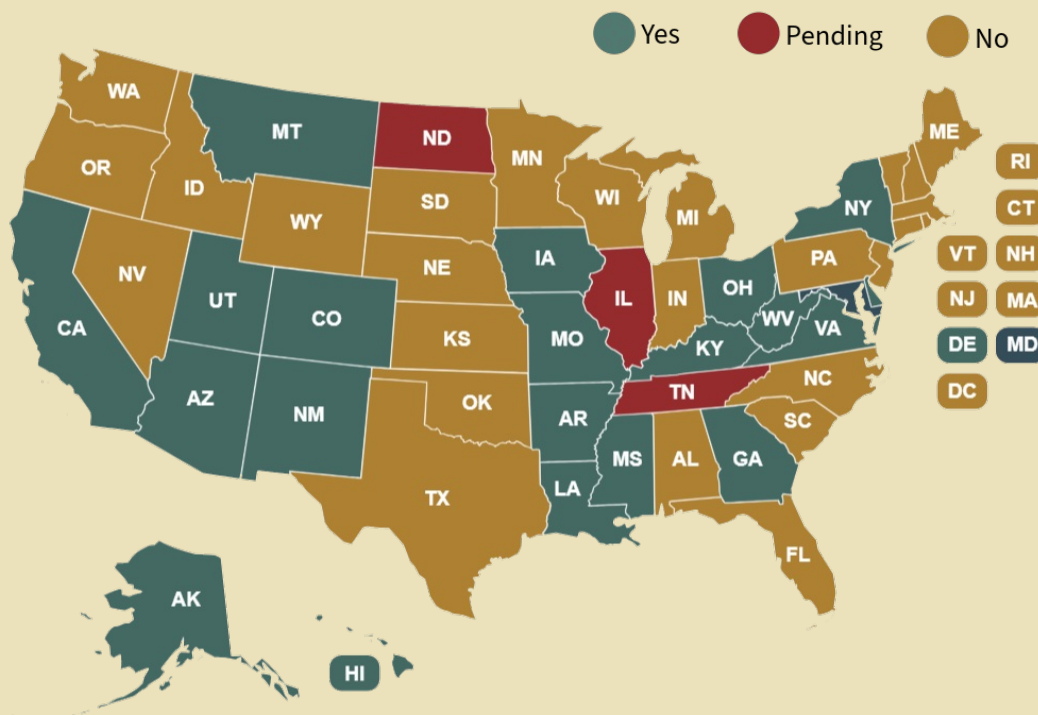 Yes
Pending
No
WA
MT
ND
MN
ME
OR
ID
SD
WI
MI
NY
RI
WY
CT
NV
NE
IA
PA
VT
NH
UT
CO
IL
IN
OH
NJ
MA
CA
KS
MO
WV
VA
KY
DE
MD
AZ
NM
OK
AR
TN
NC
DC
TX
LA
MS
AL
GA
SC
FL
AK
HI